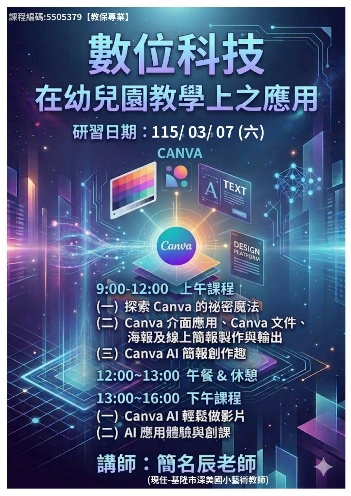 課程編碼:5505379【教保專業】
數位科技
在幼兒園教學上之應用
研習日期：115/ 03/ 07 (六)
CANVA
A TEXT
Canva
DESIGN
PLATFORM
9:00-12:00 上午課程
(一) 探索 Canva 的祕密魔法
(二) Canva 介面應用、Canva 文件、
海報及線上簡報製作與輸出
(三) Canva AI 簡報創作趣
12:00~13:00 午餐 & 休憩
13:00~16:00 下午課程
(一) Canva AI 輕鬆做影片
(二) AI 應用體驗與創課
講師：簡名辰老師
(現任-基隆市深美國小藝術教師)